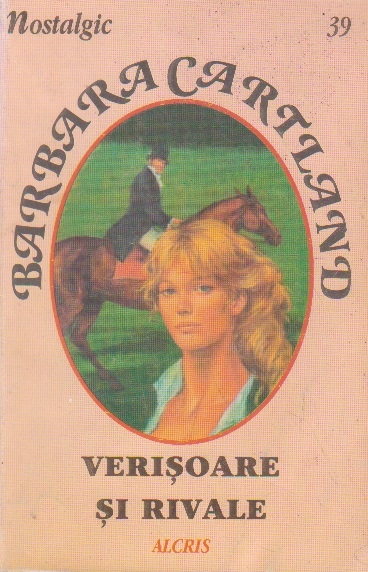 Nostalgic 39
BARBARA CARTLAND
VERIȘOARE
ȘI RIVALE
ALCRIS